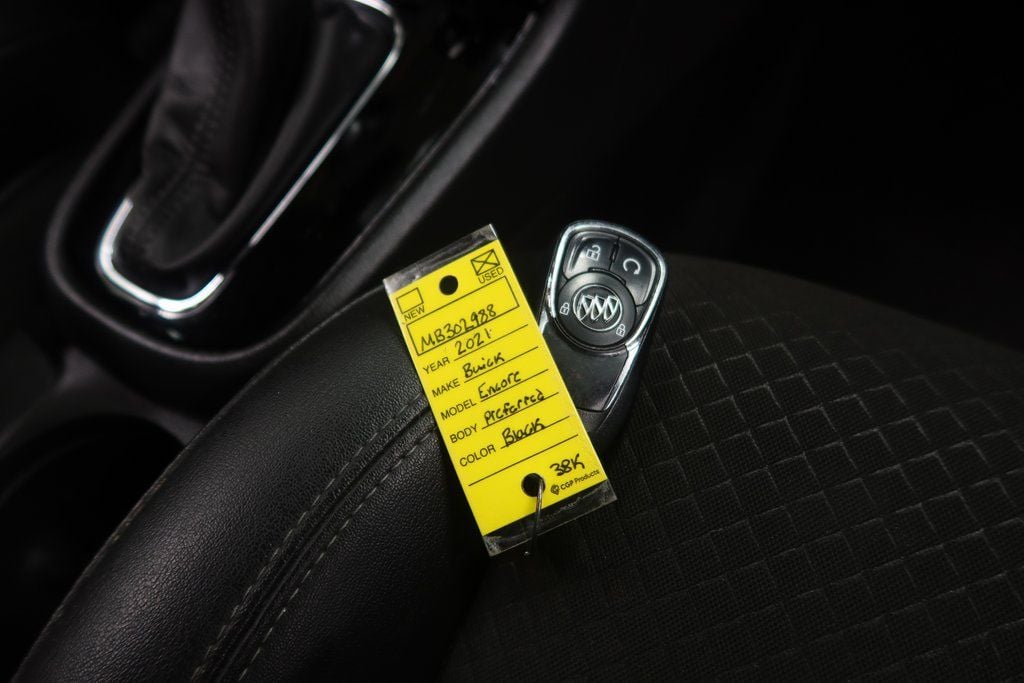 NEW
USED
MB302988
YEAR 2021
MAKE Buick
MODEL Encore
BODY Preferred
COLOR Black
38K
CGP Products